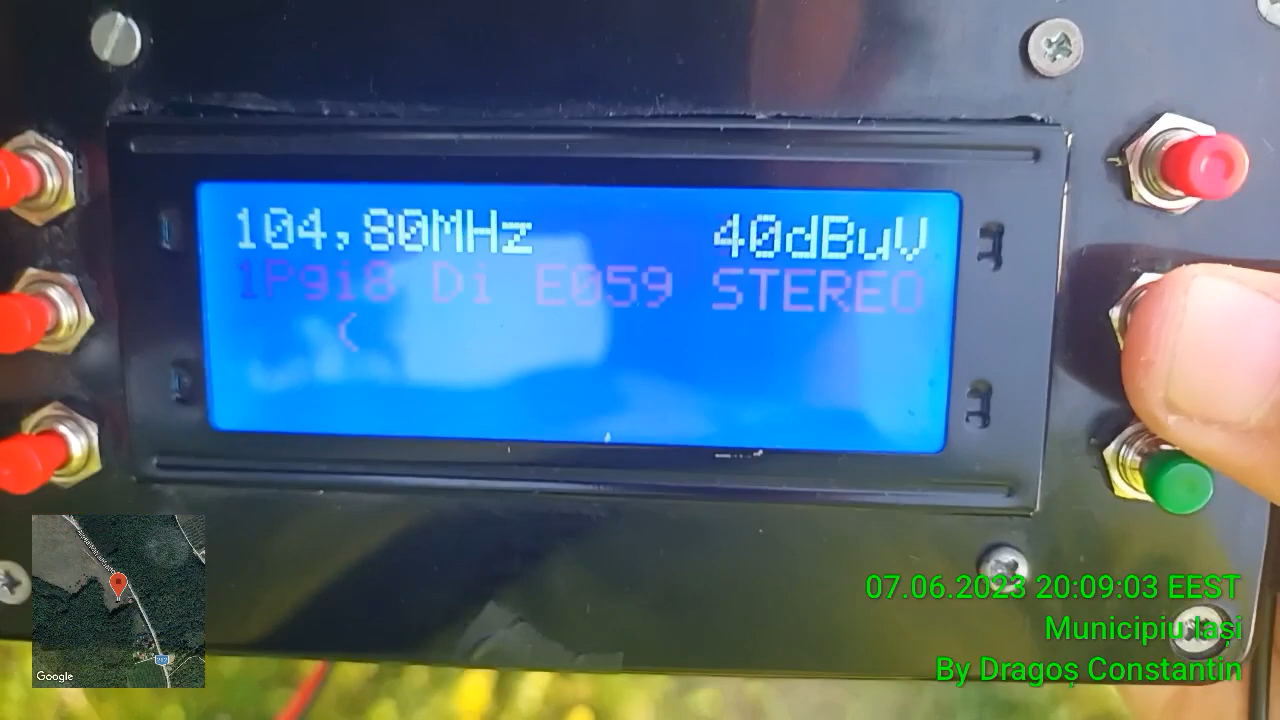 104,80MHz 40dBuV
1Pgi8 Di E059 STEREO
(
07.06.2023 20:09:03 EEST
Municipiu Iași
By Dragoș Constantin
Google